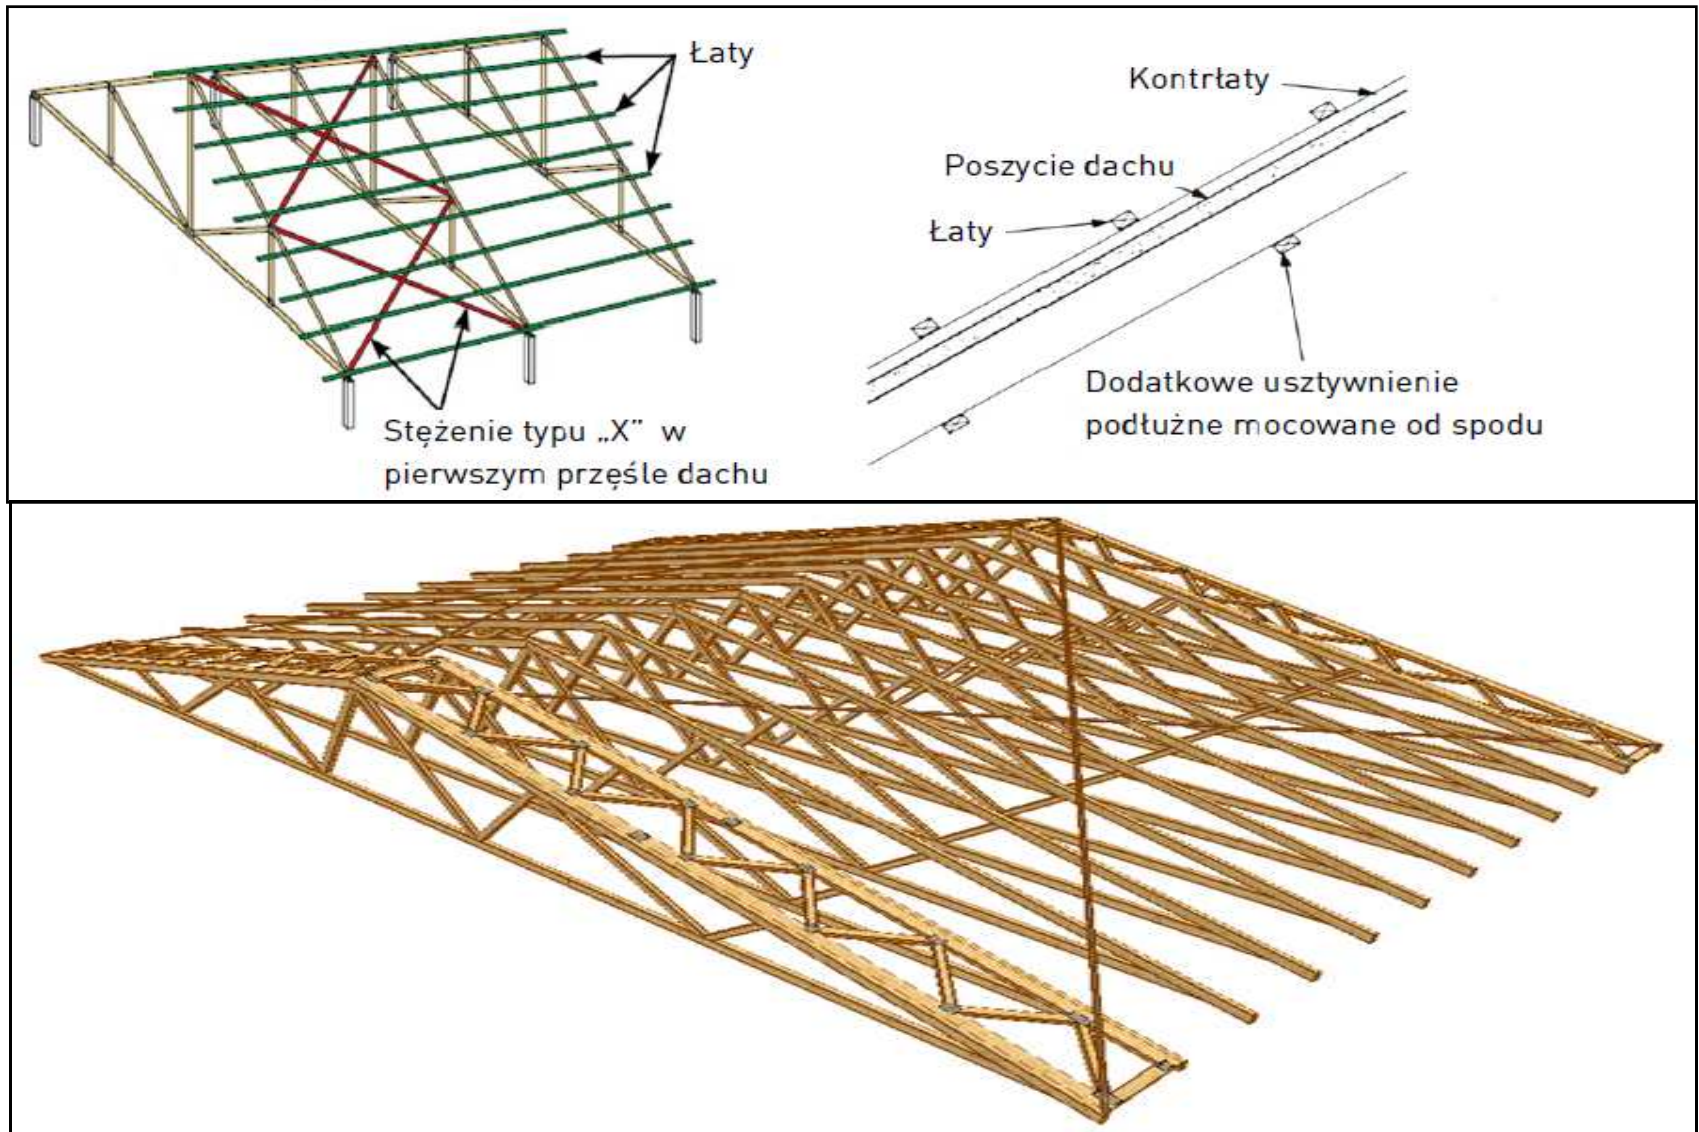 Łaty
Stężenie typu „X” w
pierwszym przęśle dachu
Kontrłaty
Poszycie dachu
Łaty
Dodatkowe usztywnienie
podłużne mocowane od spodu